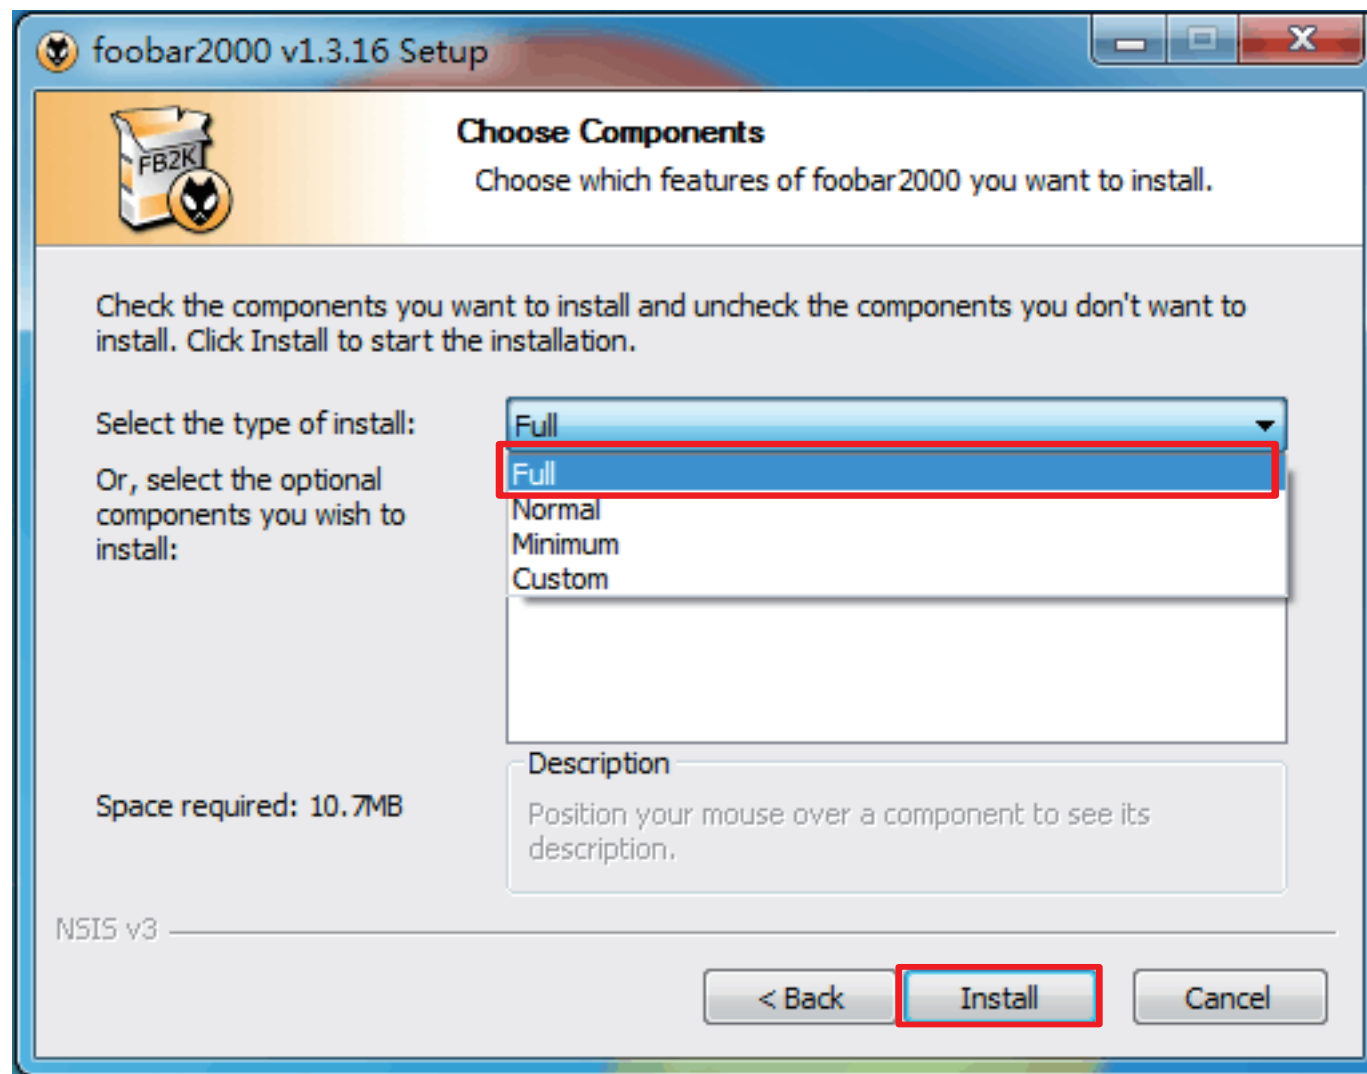 foobar2000 v1.3.16 Setup
FB2K
Choose Components
Choose which features of foobar2000 you want to install.
Check the components you want to install and uncheck the components you don't want to
install. Click Install to start the installation.
Select the type of install:
Full
Full
Normal
Minimum
Custom
Or, select the optional
components you wish to
install:
Description
Position your mouse over a component to see its
description.
Space required: 10.7MB
NSIS v3
< Back
Install
Cancel